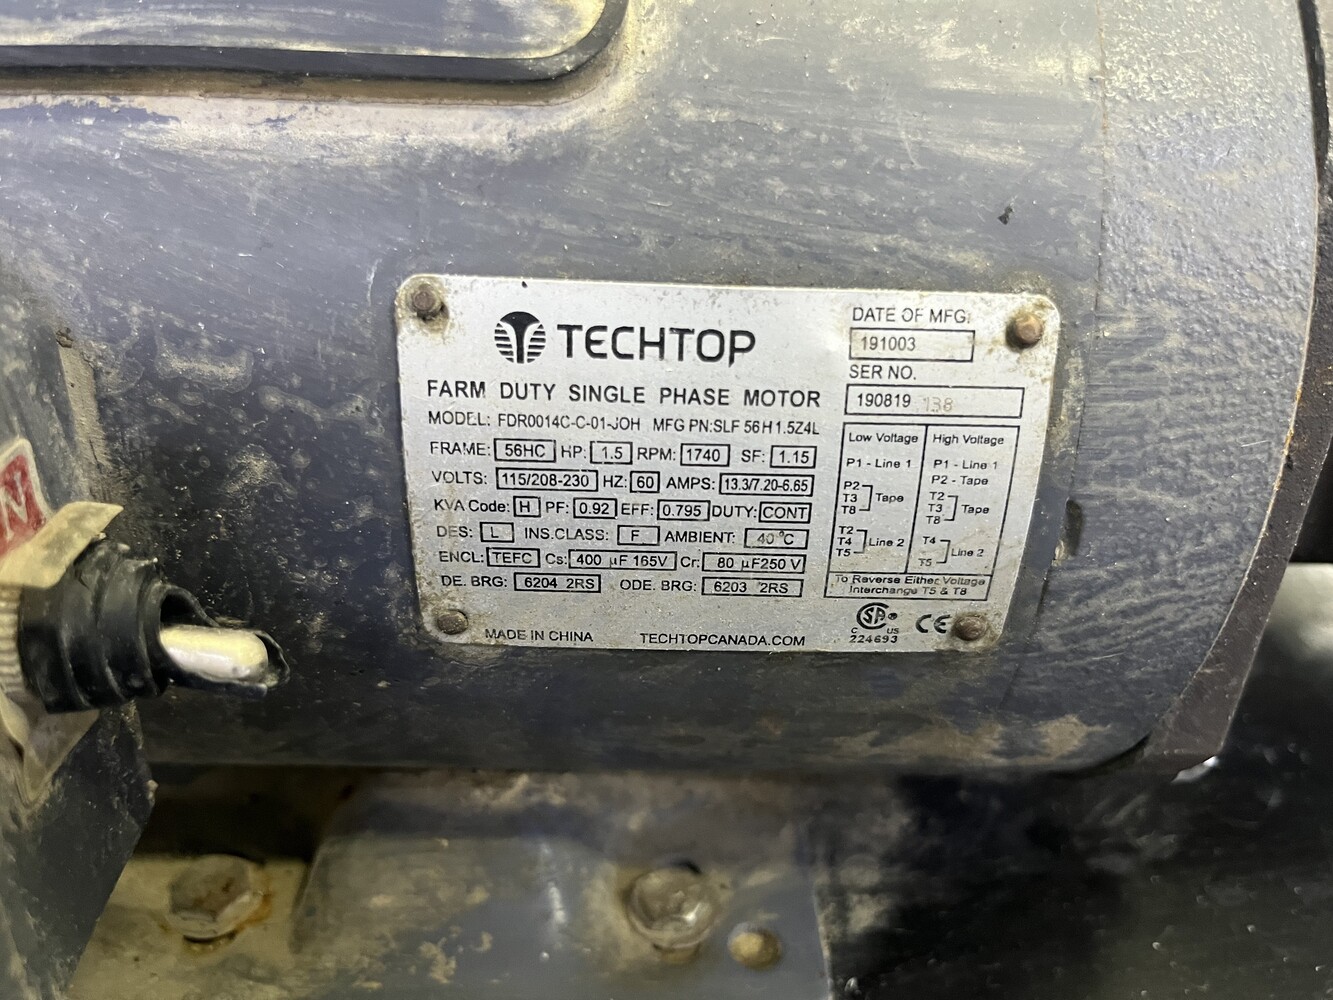 TECHTOP
FARM DUTY SINGLE PHASE MOTOR
MODEL: FDR0014C-C-01-JOH MFG PN:SLF 56H1.5Z4L
FRAME: 56HC HP: 1.5 RPM: 1740 SF: 1.15
VOLTS: 115/208-230 HZ: 60 AMPS: 13.3/7.20-6.65
KVA Code: H PF: 0.92 EFF: 0.795 DUTY: CONT
DES: L INS.CLASS: F AMBIENT: 40 °C
ENCL: TEFC Cs: 400 µF 165V Cr: 80 µF250 V
DE. BRG: 6204 2RS ODE. BRG: 6203 2RS
MADE IN CHINA TECHTOPCANADA.COM
DATE OF MFG:
191003
SER NO.
190819 138
Low Voltage
P1 - Line 1
P2
T3 Tape
T8
T2
T4 Line 2
T5
High Voltage
P1 - Line 1
P2 - Tape
T2
T3 Tape
T8
T4
Line 2
T5
To Reverse Either Voltage
Interchange T5 & T8
C SA US CE
224693
N